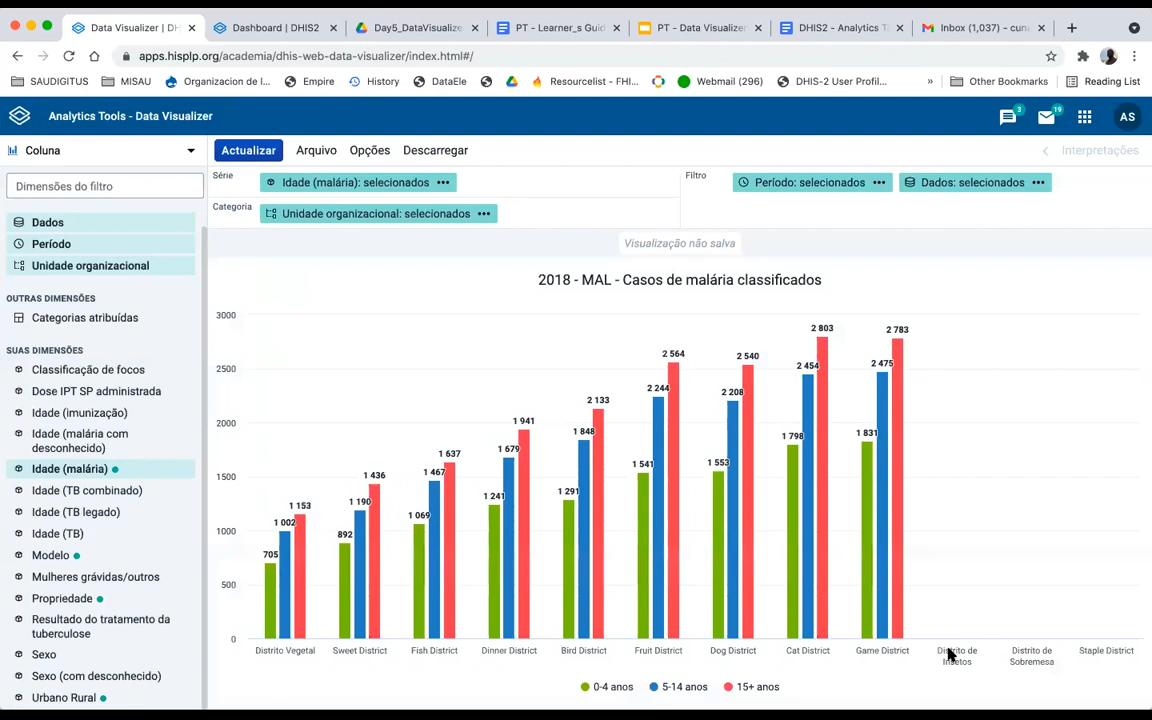 Data Visualizer | DH
Dashboard | DHIS2
Day5_DataVisualize
PT - Learner_s Guid
PT - Data Visualizer
DHIS2 - Analytics T
Inbox (1,037) - cuna
apps.hisplp.org/academia/dhis-web-data-visualizer/index.html#/
SAUDIGITUS
MISAU
Organizacion de l...
Empire
History
DataEle
Resourcelist - FHI...
Webmail (296)
DHIS-2 User Profil...
»
Other Bookmarks
Reading List
Analytics Tools - Data Visualizer
3
19
AS
Coluna
Actualizar
Arquivo
Opções
Descarregar
Interpretações
Dimensões do filtro
Série
Idade (malária): selecionados
Filtro
Período: selecionados
Dados: selecionados
Categoria
Unidade organizacional: selecionados
Dados
Período
Unidade organizacional
OUTRAS DIMENSÕES
Categorias atribuídas
SUAS DIMENSÕES
Classificação de focos
Dose IPT SP administrada
Idade (imunização)
Idade (malária com
desconhecido)
Idade (malária)
Idade (TB combinado)
Idade (TB legado)
Idade (TB)
Modelo
Mulheres grávidas/outros
Propriedade
Resultado do tratamento da
tuberculose
Sexo
Sexo (com desconhecido)
Urbano Rural
Visualização não salva
2018 - MAL - Casos de malária classificados
3000
2500
2000
1500
1000
500
0
705
1 002
1 153
892
1 190
1 436
1 069
1 467
1 637
1 241
1 679
1 941
1 291
1 848
2 133
1 541
2 244
2 564
1 553
2 208
2 540
1 798
2 454
2 803
1 831
2 475
2 783
Distrito Vegetal
Sweet District
Fish District
Dinner District
Bird District
Fruit District
Dog District
Cat District
Game District
Distrito de
Insetos
Distrito de
Sobremesa
Staple District
0-4 anos
5-14 anos
15+ anos